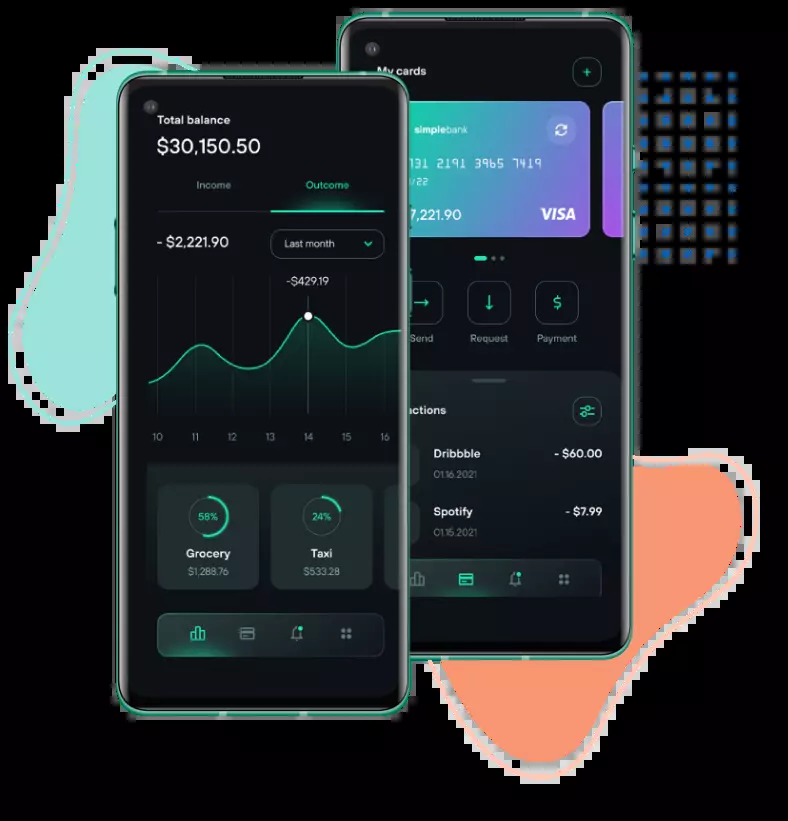 Total balance
$30,150.50
Income Outcome
- $2,221.90 Last month
-$429.19
10 11 12 13 14 15 16
58% 24%
Grocery Taxi
$1,288.76 $533.28
My cards
+
simplebank
731 2191 3965 7419
/22
7,221.90 VISA
Send Request Payment
actions
Dribbble - $60.00
01.16.2021
Spotify - $7.99
01.15.2021